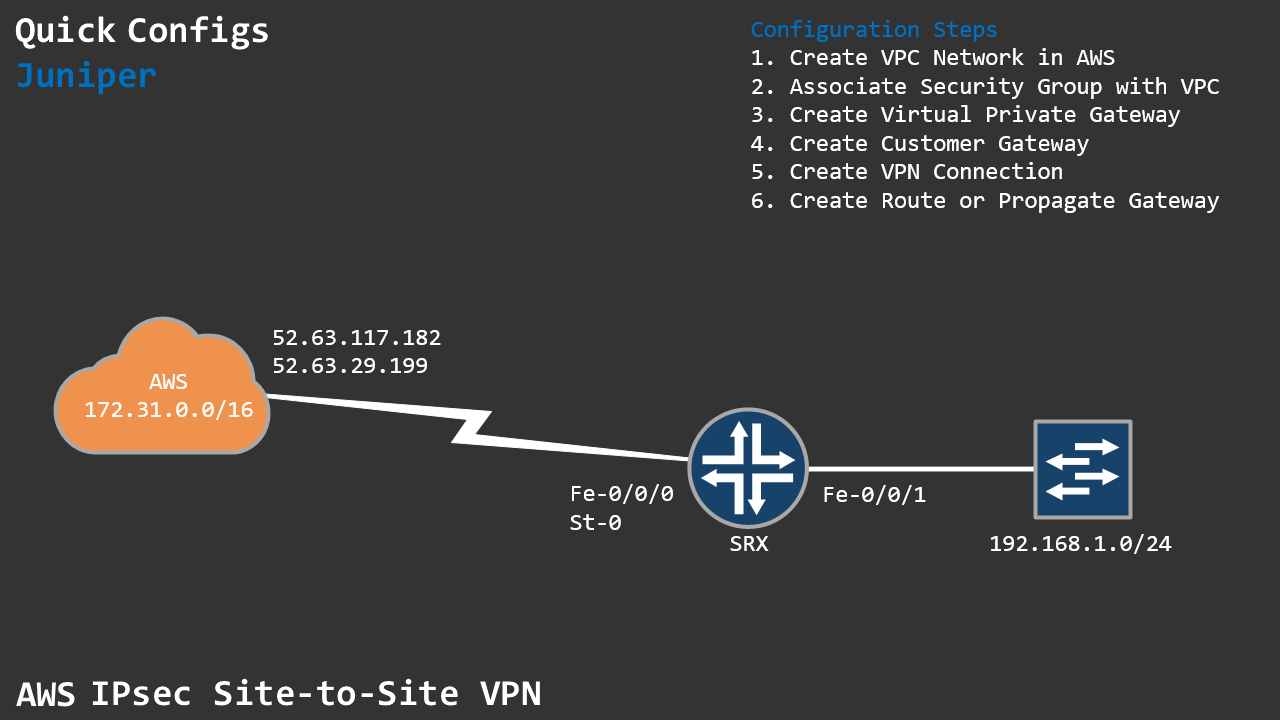 Quick Configs
Juniper
Configuration Steps
1. Create VPC Network in AWS
2. Associate Security Group with VPC
3. Create Virtual Private Gateway
4. Create Customer Gateway
5. Create VPN Connection
6. Create Route or Propagate Gateway
52.63.117.182
52.63.29.199
AWS
172.31.0.0/16
Fe-0/0/0
St-0
Fe-0/0/1
SRX
192.168.1.0/24
AWS IPsec Site-to-Site VPN